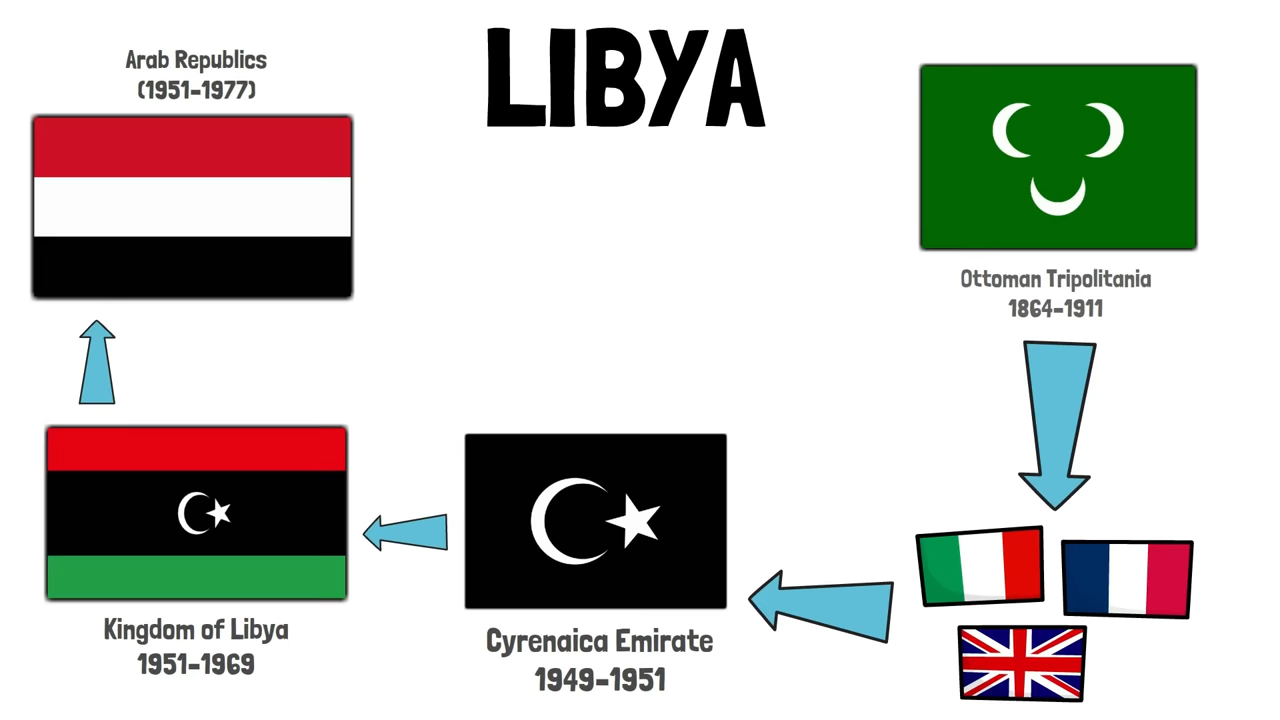 LIBYA
Arab Republics
(1951-1977)
Ottoman Tripolitania
1864-1911
Kingdom of Libya
1951-1969
Cyrenaica Emirate
1949-1951